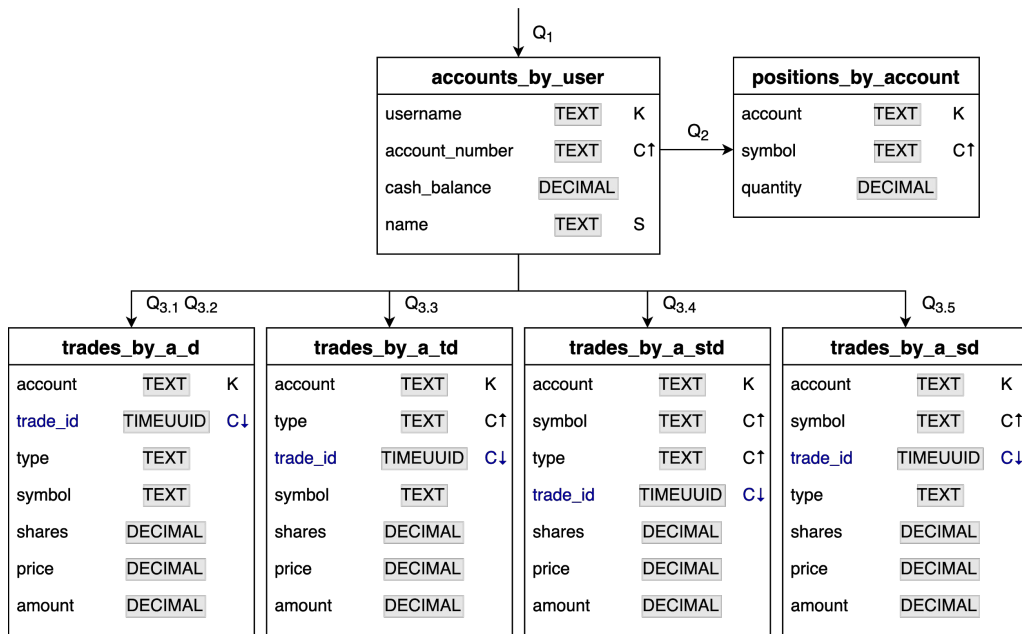 Q1
accounts_by_user
username TEXT K
account_number TEXT C↑
cash_balance DECIMAL
name TEXT S
Q2
positions_by_account
account TEXT K
symbol TEXT C↑
quantity DECIMAL
Q3.1 Q3.2
Q3.3
Q3.4
Q3.5
trades_by_a_d
account TEXT K
trade_id TIMEUUID C↓
type TEXT
symbol TEXT
shares DECIMAL
price DECIMAL
amount DECIMAL
trades_by_a_td
account TEXT K
type TEXT C↑
trade_id TIMEUUID C↓
symbol TEXT
shares DECIMAL
price DECIMAL
amount DECIMAL
trades_by_a_std
account TEXT K
symbol TEXT C↑
type TEXT C↑
trade_id TIMEUUID C↓
shares DECIMAL
price DECIMAL
amount DECIMAL
trades_by_a_sd
account TEXT K
symbol TEXT C↑
trade_id TIMEUUID C↓
type TEXT
shares DECIMAL
price DECIMAL
amount DECIMAL